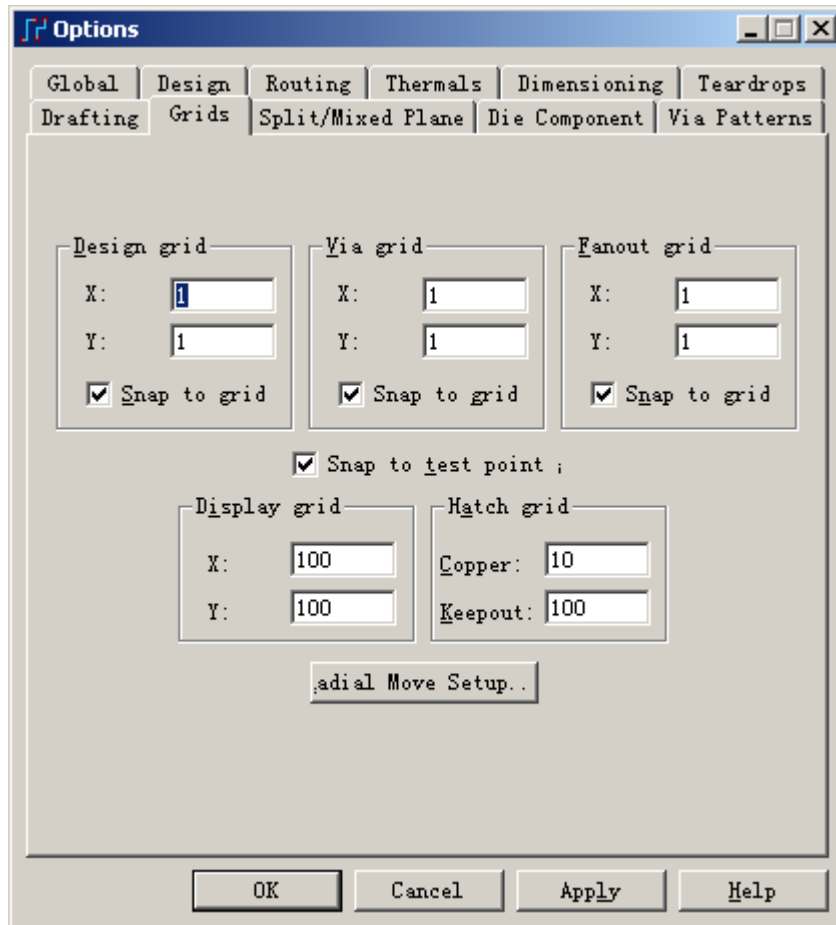 Options
Global Design Routing Thermals Dimensioning Teardrops
Drafting Grids Split/Mixed Plane Die Component Via Patterns
Design grid Via grid Fanout grid
X: 1 X: 1 X: 1
Y: 1 Y: 1 Y: 1
Snap to grid Snap to grid Snap to grid
Snap to test point
Display grid Hatch grid
X: 100 Copper: 10
Y: 100 Keepout: 100
adial Move Setup..
OK Cancel Apply Help